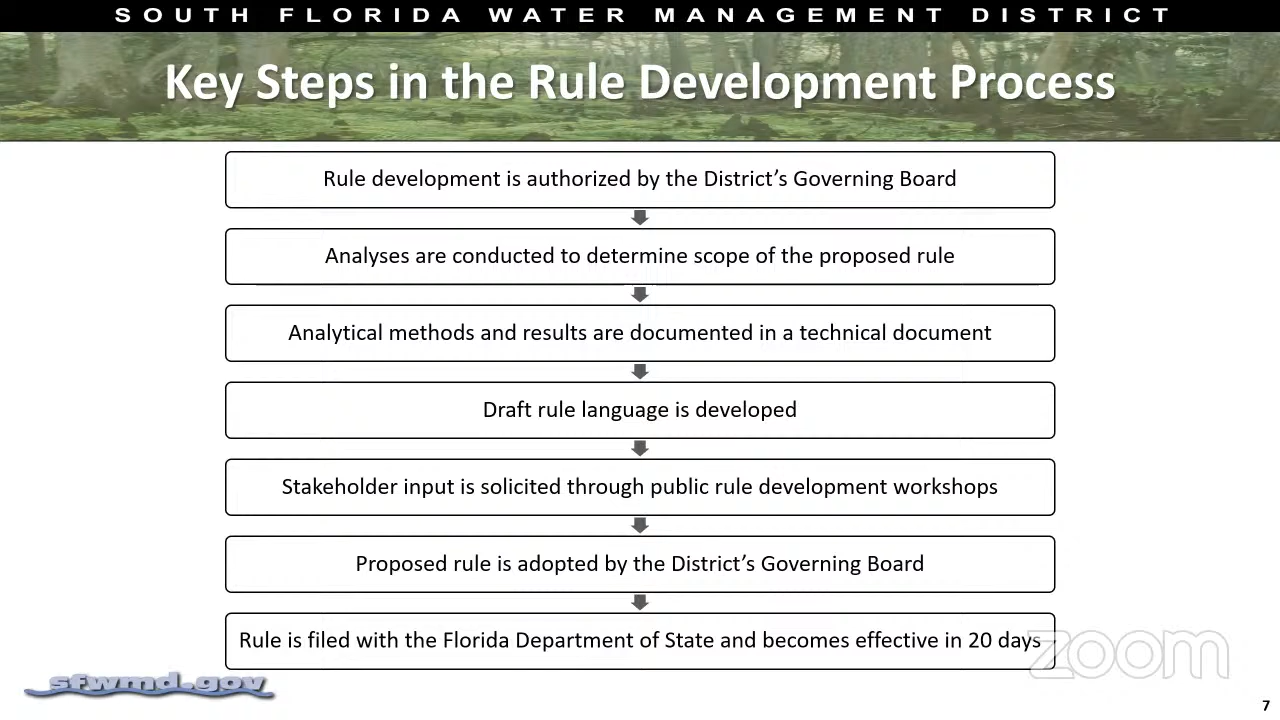 SOUTH FLORIDA WATER MANAGEMENT DISTRICT
Key Steps in the Rule Development Process
Rule development is authorized by the District’s Governing Board
Analyses are conducted to determine scope of the proposed rule
Analytical methods and results are documented in a technical document
Draft rule language is developed
Stakeholder input is solicited through public rule development workshops
Proposed rule is adopted by the District’s Governing Board
Rule is filed with the Florida Department of State and becomes effective in 20 days
zoom
sfwmd.gov
7